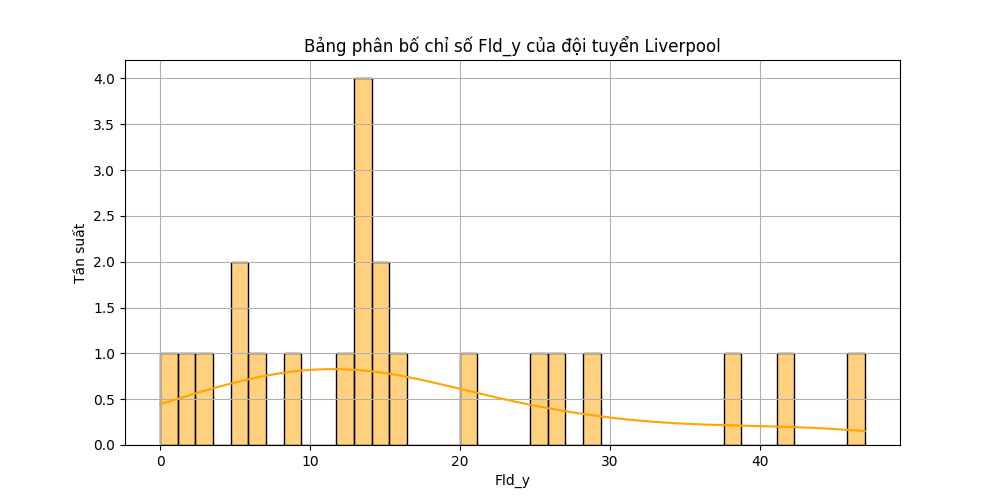 Bảng phân bố chỉ số Fld_y của đội tuyển Liverpool
Tần suất
4.0
3.5
3.0
2.5
2.0
1.5
1.0
0.5
0.0
0 10 20 30 40
Fld_y